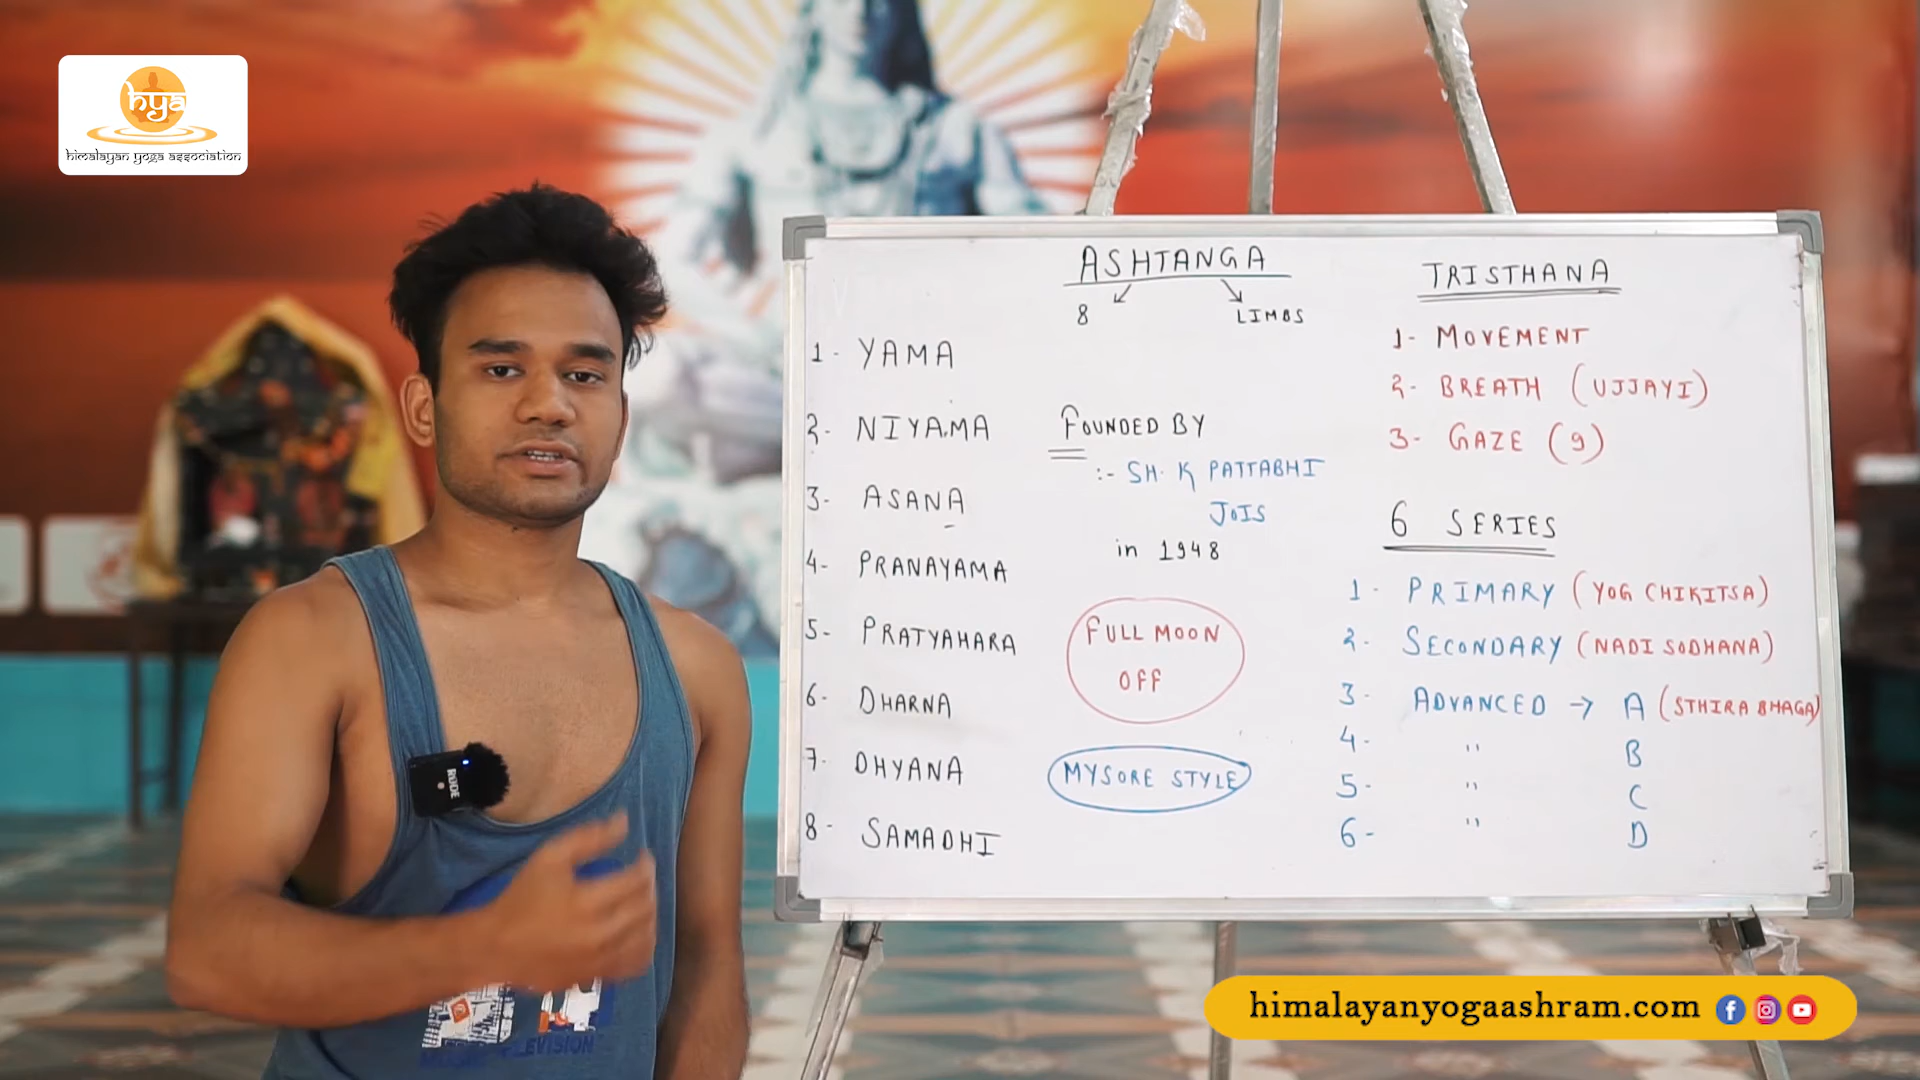 hya
himalayan yoga association
ASHTANGA
8
LIMBS
1- YAMA
2- NIYAMA
3- ASANA
4- PRANAYAMA
5- PRATYAHARA
6- DHARNA
7- DHYANA
8- SAMADHI
FOUNDED BY
:- SH. K PATTABHI
JOIS
in 1948
FULL MOON
OFF
MYSORE STYLE
TRISTHANA
1- MOVEMENT
2- BREATH (UJJAYI)
3- GAZE (9)
6 SERIES
1- PRIMARY (YOG CHIKITSA)
2- SECONDARY (NADI SODHANA)
3- ADVANCED → A (STHIRA BHAGA)
4- " B
5- " C
6- " D
RODE
himalayanyogaashram.com